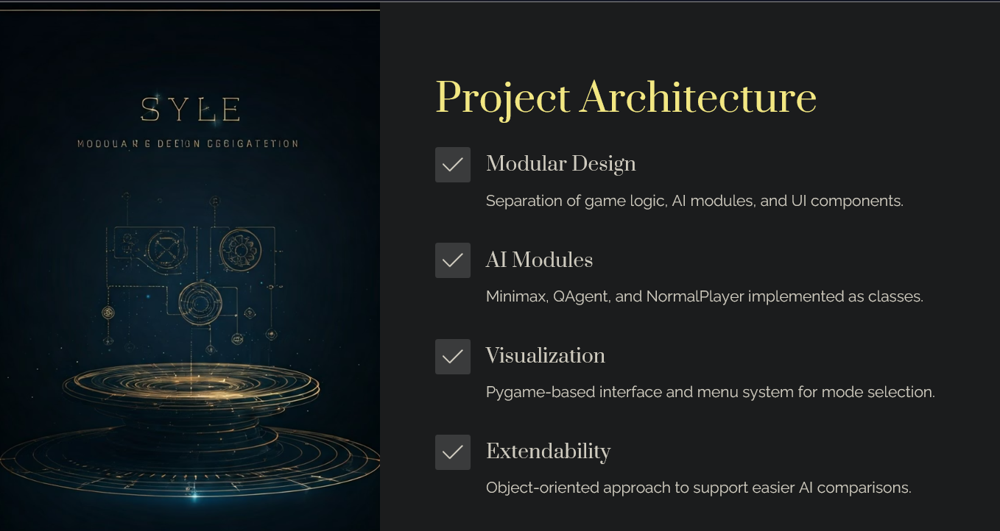 SYLE
MODULA R E DEEION CGBIGATETION
Project Architecture
Modular Design
Separation of game logic, AI modules, and UI components.
AI Modules
Minimax, QAgent, and NormalPlayer implemented as classes.
Visualization
Pygame-based interface and menu system for mode selection.
Extendability
Object-oriented approach to support easier AI comparisons.